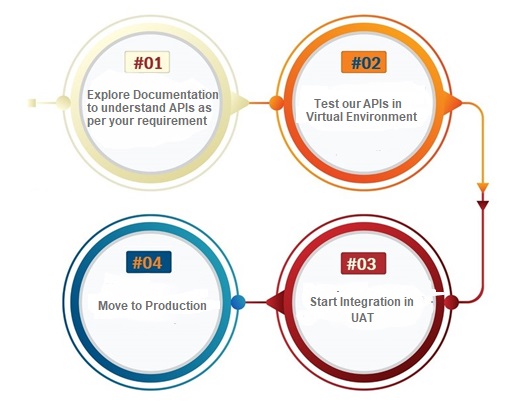 #01
Explore Documentation
to understand APIs as
per your requirement
#02
Test our APIs in
Virtual Environment
#03
Start Integration in
UAT
#04
Move to Production